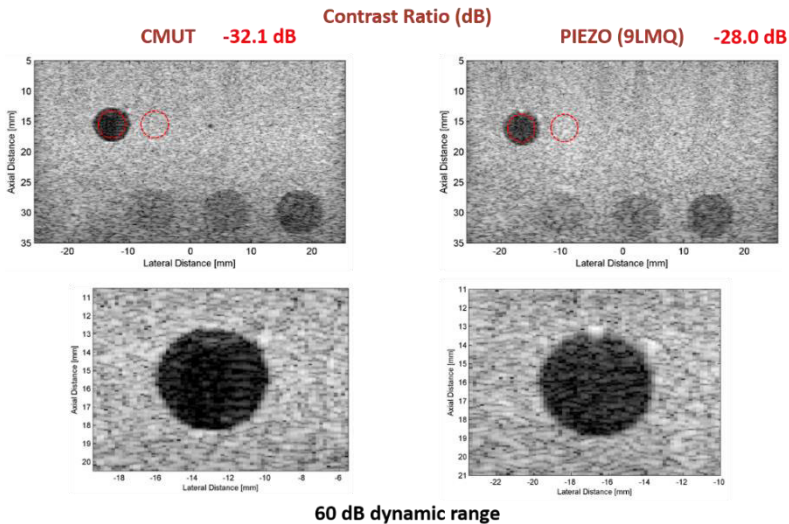 Contrast Ratio (dB)
CMUT -32.1 dB
PIEZO (9LMQ) -28.0 dB
5
10
15
20
25
30
35
Axial Distance [mm]
-20 -10 0 10 20
Lateral Distance [mm]
5
10
15
20
25
30
35
Axial Distance [mm]
-20 -10 0 10 20
Lateral Distance [mm]
11
12
13
14
15
16
17
18
19
20
Axial Distance [mm]
-18 -16 -14 -12 -10 -8 -6
Lateral Distance [mm]
11
12
13
14
15
16
17
18
19
20
21
Axial Distance [mm]
-22 -20 -18 -16 -14 -12 -10
Lateral Distance [mm]
60 dB dynamic range